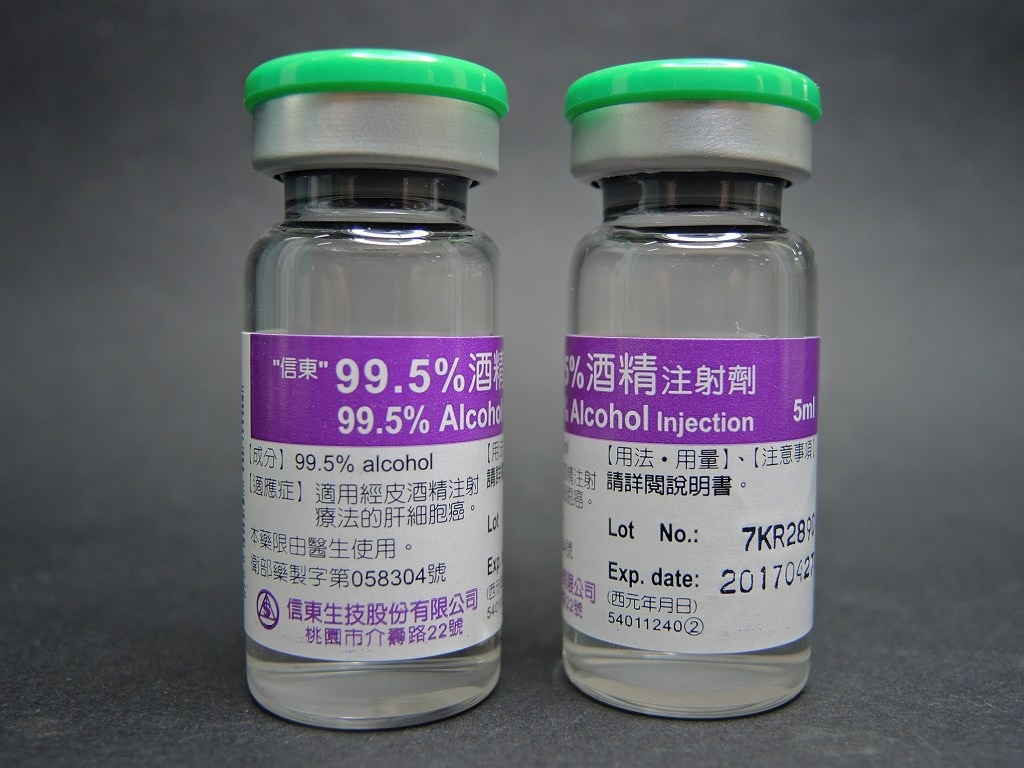 "信東" 99.5%酒精
99.5% Alcohol
【成分】99.5% alcohol
【適應症】適用經皮酒精注射
療法的肝細胞癌。
本藥限由醫生使用。
衛部藥製字第058304號
信東生技股份有限公司
桃園市介壽路22號
Lot
Exp.
5%酒精注射劑
Alcohol Injection 5ml
【用法・用量】、【注意事項】
請詳閱說明書。
Lot No.: 7KR289
Exp. date: 20170427
(西元年月日)
54011240②